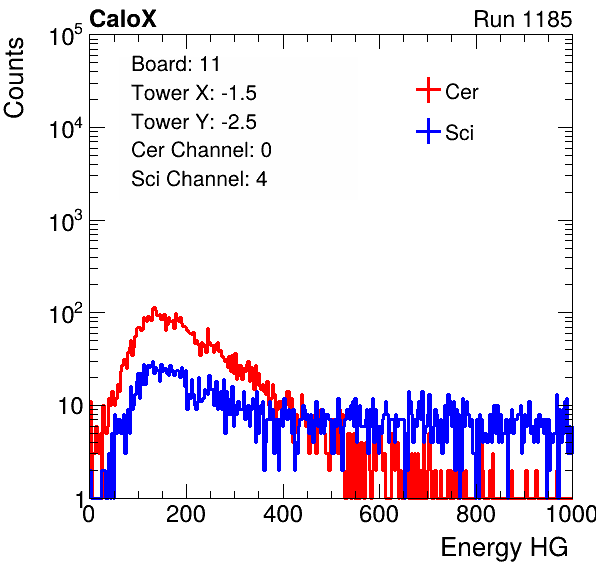 CaloX Run 1185
Counts
10^5
10^4
10^3
10^2
10
1
Board: 11
Tower X: -1.5
Tower Y: -2.5
Cer Channel: 0
Sci Channel: 4
Cer
Sci
0 200 400 600 800 1000
Energy HG